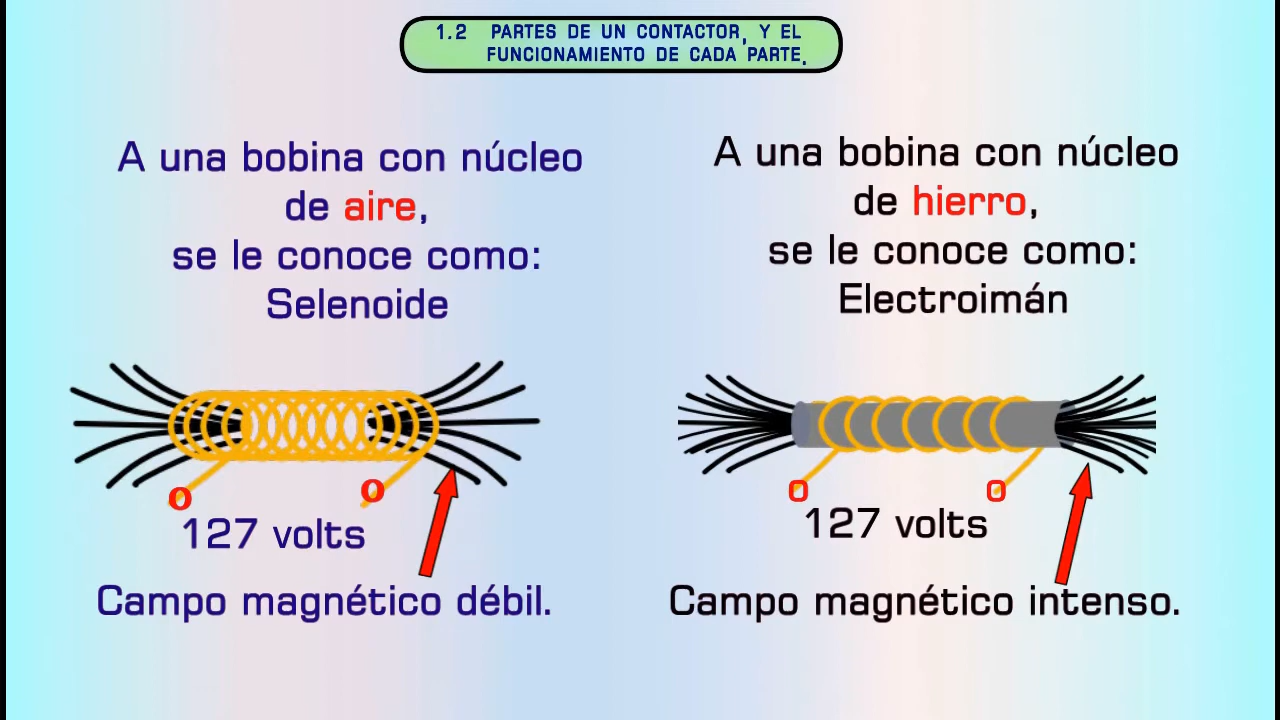 1.2 PARTES DE UN CONTACTOR, Y EL
FUNCIONAMIENTO DE CADA PARTE.
A una bobina con núcleo
de aire,
se le conoce como:
Selenoide
127 volts
Campo magnético débil.
A una bobina con núcleo
de hierro,
se le conoce como:
Electroimán
127 volts
Campo magnético intenso.